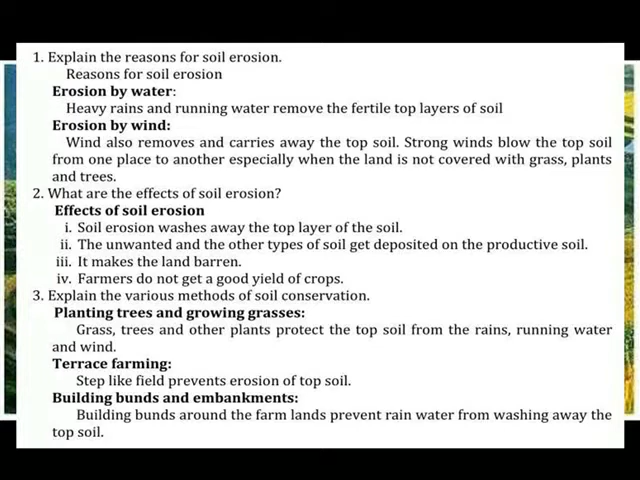 1. Explain the reasons for soil erosion.
Reasons for soil erosion
Erosion by water:
Heavy rains and running water remove the fertile top layers of soil
Erosion by wind:
Wind also removes and carries away the top soil. Strong winds blow the top soil
from one place to another especially when the land is not covered with grass, plants
and trees.
2. What are the effects of soil erosion?
Effects of soil erosion
i. Soil erosion washes away the top layer of the soil.
ii. The unwanted and the other types of soil get deposited on the productive soil.
iii. It makes the land barren.
iv. Farmers do not get a good yield of crops.
3. Explain the various methods of soil conservation.
Planting trees and growing grasses:
Grass, trees and other plants protect the top soil from the rains, running water
and wind.
Terrace farming:
Step like field prevents erosion of top soil.
Building bunds and embankments:
Building bunds around the farm lands prevent rain water from washing away the
top soil.